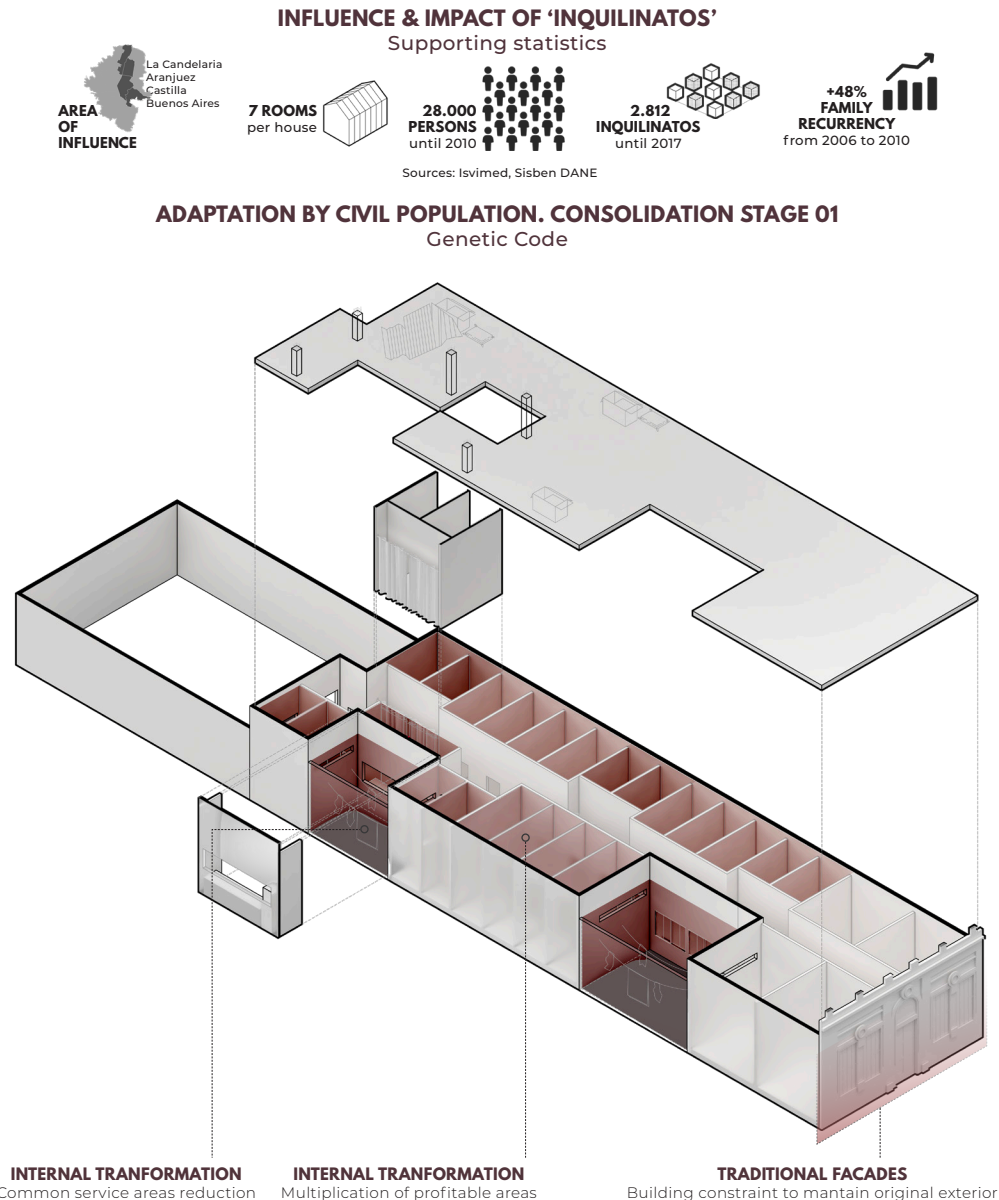 INFLUENCE & IMPACT OF ‘INQUILINATOS’
Supporting statistics
La Candelaria
Aranjuez
Castilla
Buenos Aires
AREA
OF
INFLUENCE
7 ROOMS
per house
28.000
PERSONS
until 2010
2.812
INQUILINATOS
until 2017
+48%
FAMILY
RECURRENCY
from 2006 to 2010
Sources: Isvimed, Sisben DANE
ADAPTATION BY CIVIL POPULATION. CONSOLIDATION STAGE 01
Genetic Code
INTERNAL TRANFORMATION
Common service areas reduction
INTERNAL TRANFORMATION
Multiplication of profitable areas
TRADITIONAL FACADES
Building constraint to mantain original exterior